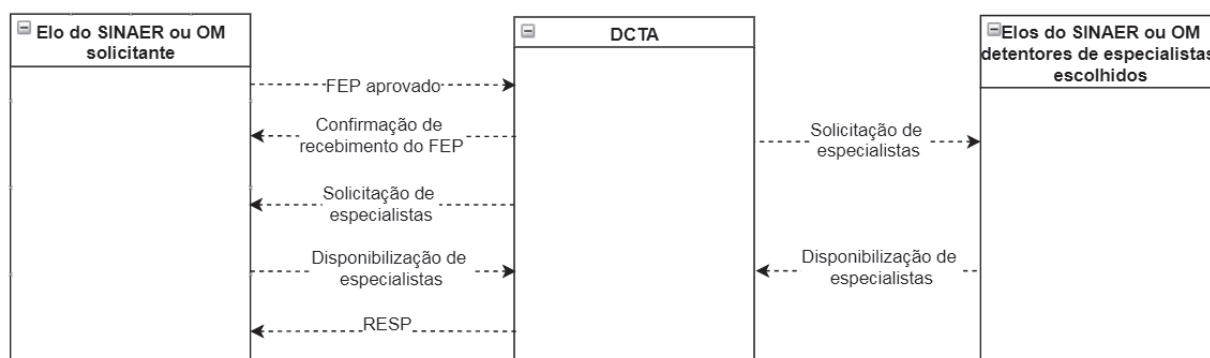 Elo do SINAER ou OM
solicitante
DCTA
Elos do SINAER ou OM
detentores de especialistas
escolhidos
FEP aprovado
Confirmação de
recebimento do FEP
Solicitação de
especialistas
Solicitação de
especialistas
Disponibilização de
especialistas
Disponibilização de
especialistas
RESP